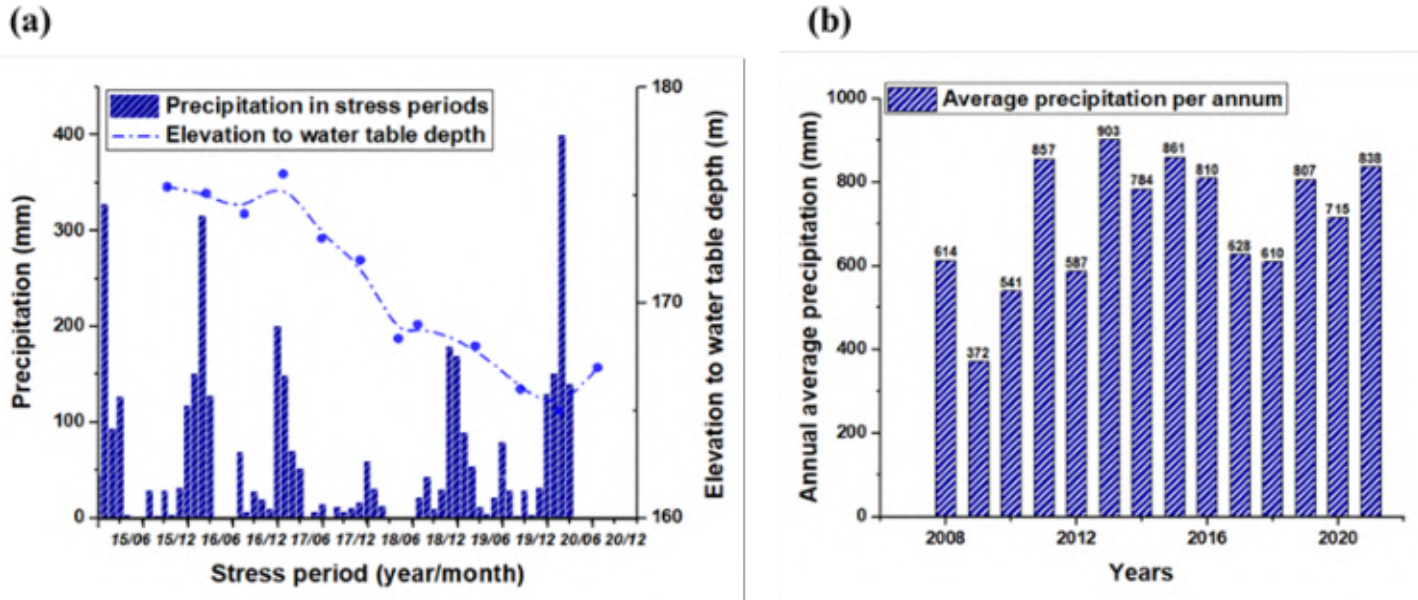 (a)
(b)
Precipitation in stress periods
Elevation to water table depth
Precipitation (mm)
400
300
200
100
0
180
170
160
Elevation to water table depth (m)
15/06 15/12 16/06 16/12 17/06 17/12 18/06 18/12 19/06 19/12 20/06 20/12
Stress period (year/month)
Average precipitation per annum
Annual average precipitation (mm)
1000
800
600
400
200
0
614
372
541
857
587
903
784
861
810
628
610
807
715
838
2008 2012 2016 2020
Years